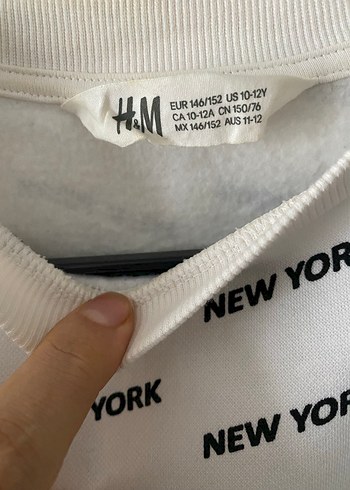 H&M
EUR 146/152 US 10-12Y
CA 10-12A CN 150/76
MX 146/152 AUS 11-12
NEW YOR
YORK
NEW YOR